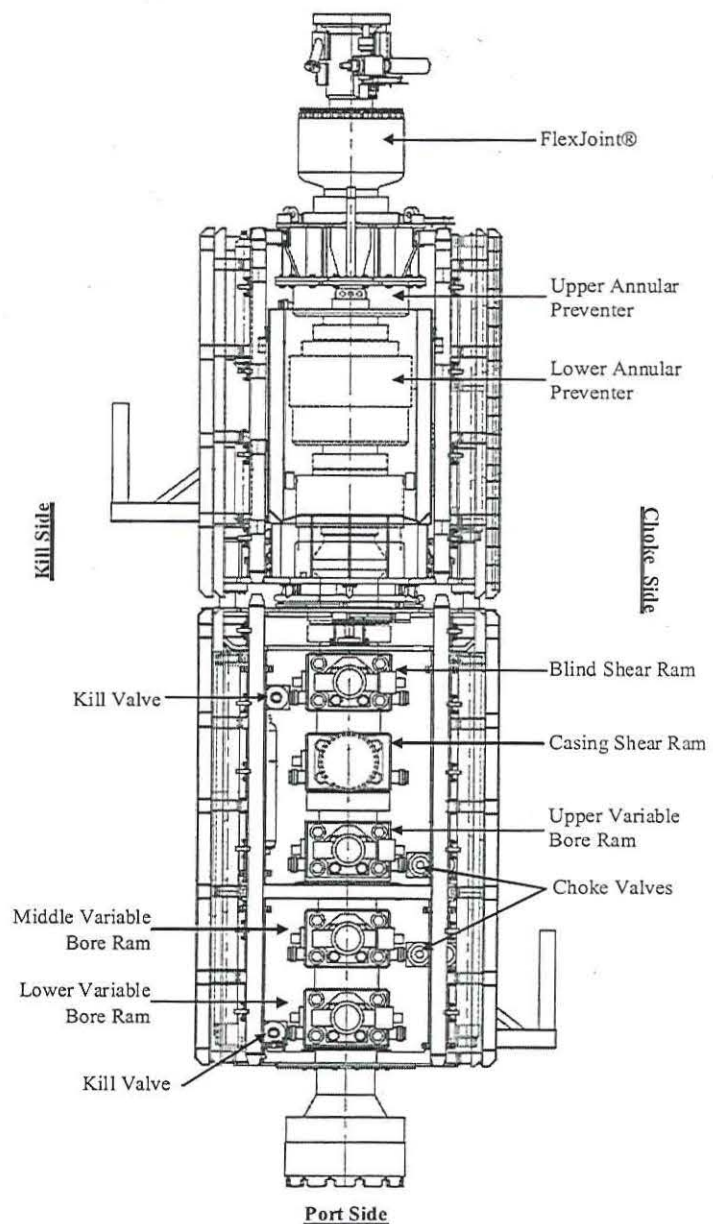 FlexJoint®
Upper Annular
Preventer
Lower Annular
Preventer
Kill Side
Choke Side
Blind Shear Ram
Kill Valve
Casing Shear Ram
Upper Variable
Bore Ram
Choke Valves
Middle Variable
Bore Ram
Lower Variable
Bore Ram
Kill Valve
Port Side